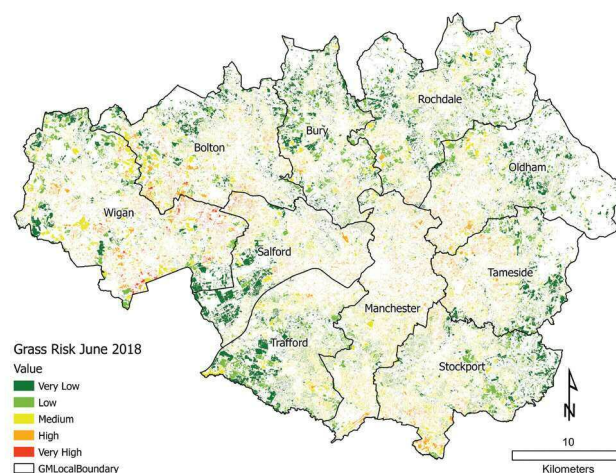 Rochdale
Bury
Bolton
Oldham
Wigan
Salford
Tameside
Manchester
Trafford
Stockport
Grass Risk June 2018
Value
Very Low
Low
Medium
High
Very High
GMLocalBoundary
N
10
Kilometers